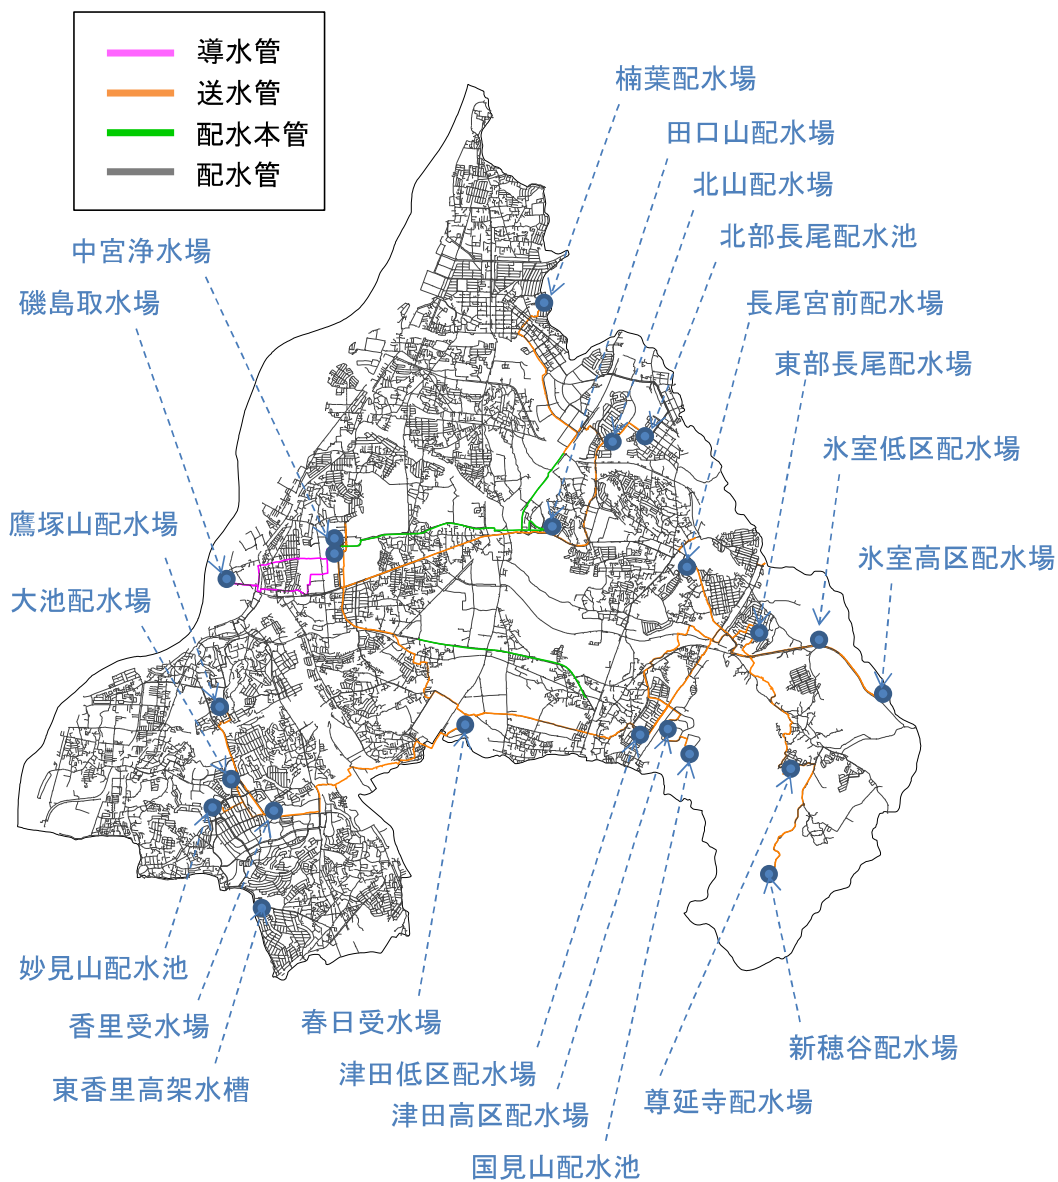 導水管
送水管
配水本管
配水管
楠葉配水場
田口山配水場
北山配水場
北部長尾配水池
中宮浄水場
磯島取水場
長尾宮前配水場
東部長尾配水場
氷室低区配水場
鷹塚山配水場
氷室高区配水場
大池配水場
妙見山配水池
香里受水場
春日受水場
新穂谷配水場
東香里高架水槽
津田低区配水場
尊延寺配水場
津田高区配水場
国見山配水池